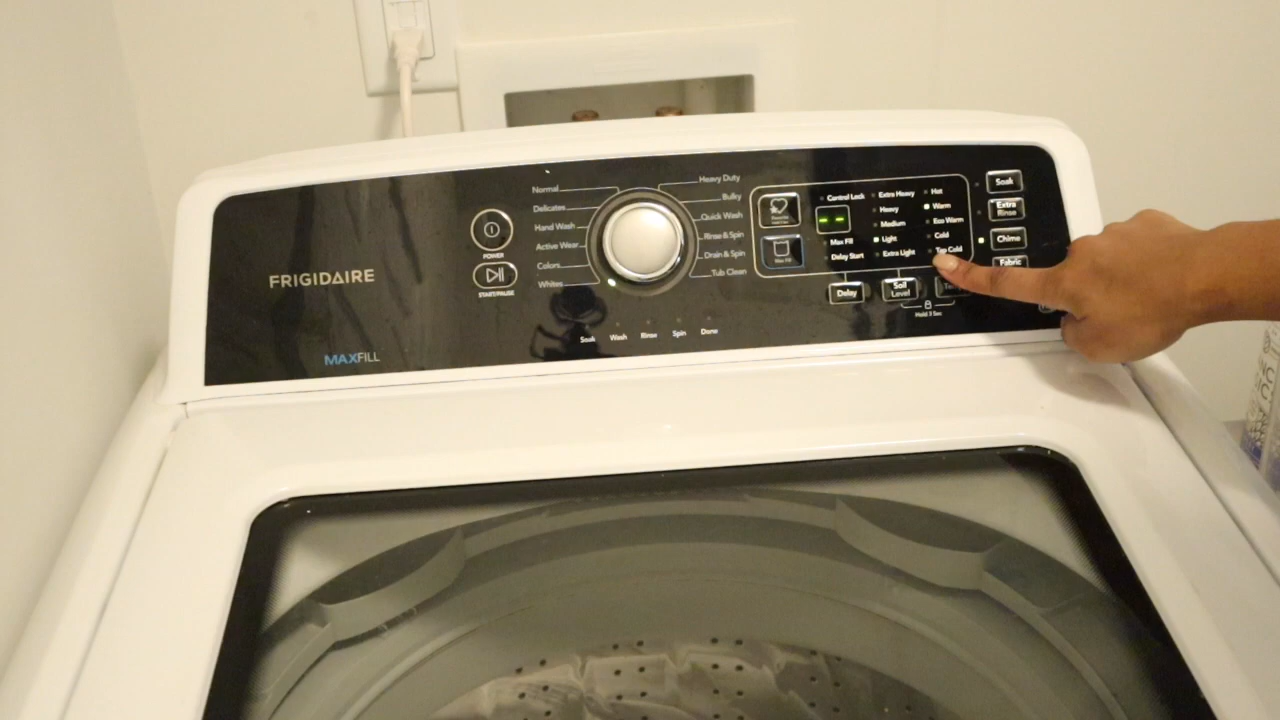 FRIGIDAIRE
MAXFILL
POWER
START/PAUSE
Normal
Delicates
Hand Wash
Active Wear
Colors
Whites
Heavy Duty
Bulky
Quick Wash
Rinse & Spin
Drain & Spin
Tub Clean
Soak
Wash
Rinse
Spin
Done
Max Fill
Control Lock
Max Fill
Delay Start
Extra Heavy
Heavy
Medium
Light
Extra Light
Hot
Warm
Eco Warm
Cold
Tap Cold
Delay
Soil
Level
Hold 3 Sec
Soak
Extra
Rinse
Chime
Fabric